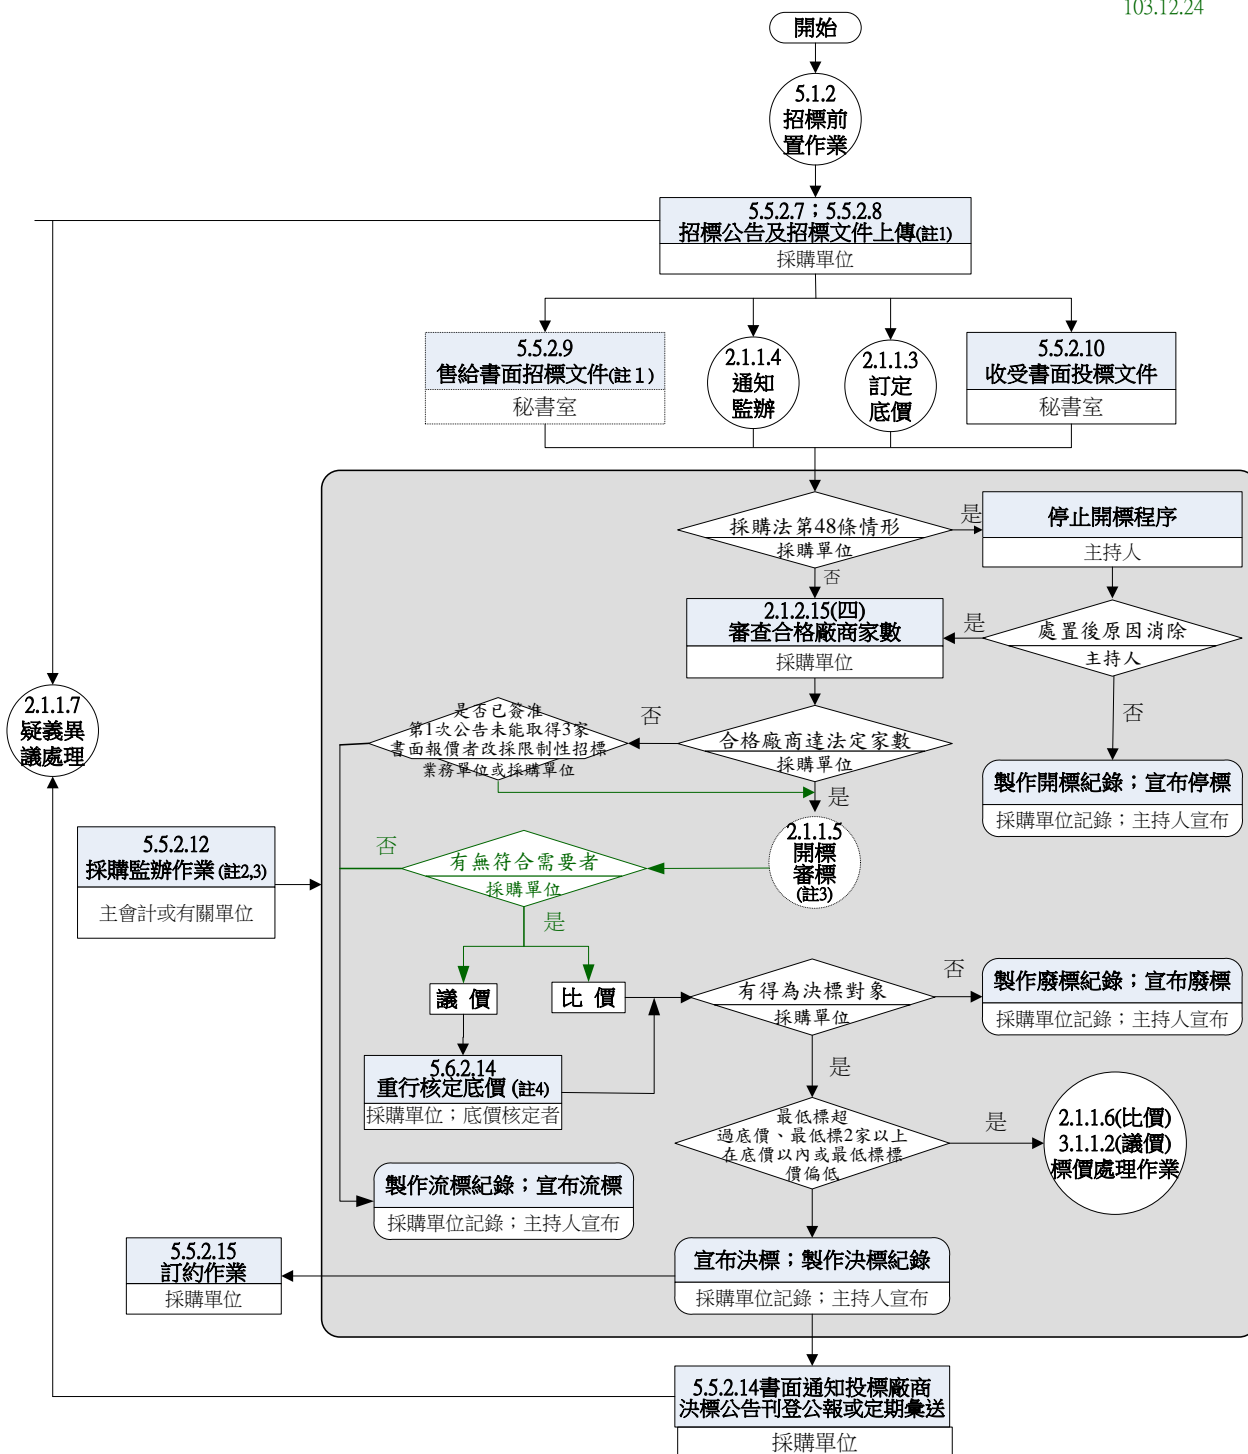 103.12.24
開始
5.1.2
招標前
置作業
5.5.2.7；5.5.2.8
招標公告及招標文件上傳(註1)
採購單位
5.5.2.9
售給書面招標文件(註１)
秘書室
2.1.1.4
通知
監辦
2.1.1.3
訂定
底價
5.5.2.10
收受書面投標文件
秘書室
採購法第48條情形
採購單位
是
否
停止開標程序
主持人
2.1.2.15(四)
審查合格廠商家數
採購單位
是
處置後原因消除
主持人
否
2.1.1.7
疑義異
議處理
是否已簽准
第1次公告未能取得3家
書面報價者改採限制性招標
業務單位或採購單位
否
合格廠商達法定家數
採購單位
是
製作開標紀錄；宣布停標
採購單位記錄；主持人宣布
5.5.2.12
採購監辦作業(註2,3)
主會計或有關單位
否
有無符合需要者
採購單位
是
2.1.1.5
開標
審標
(註3)
議 價
比 價
有得為決標對象
採購單位
否
是
製作廢標紀錄；宣布廢標
採購單位記錄；主持人宣布
5.6.2.14
重行核定底價(註4)
採購單位；底價核定者
最低標超
過底價、最低標2家以上
在底價以內或最低標標
價偏低
是
2.1.1.6(比價)
3.1.1.2(議價)
標價處理作業
製作流標紀錄；宣布流標
採購單位記錄；主持人宣布
5.5.2.15
訂約作業
採購單位
宣布決標；製作決標紀錄
採購單位記錄；主持人宣布
5.5.2.14書面通知投標廠商
決標公告刊登公報或定期彙送
採購單位